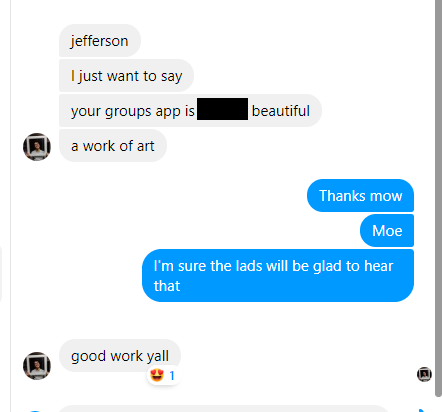 jefferson
I just want to say
your groups app is beautiful
a work of art
Thanks mow
Moe
I'm sure the lads will be glad to hear
that
good work yall
1